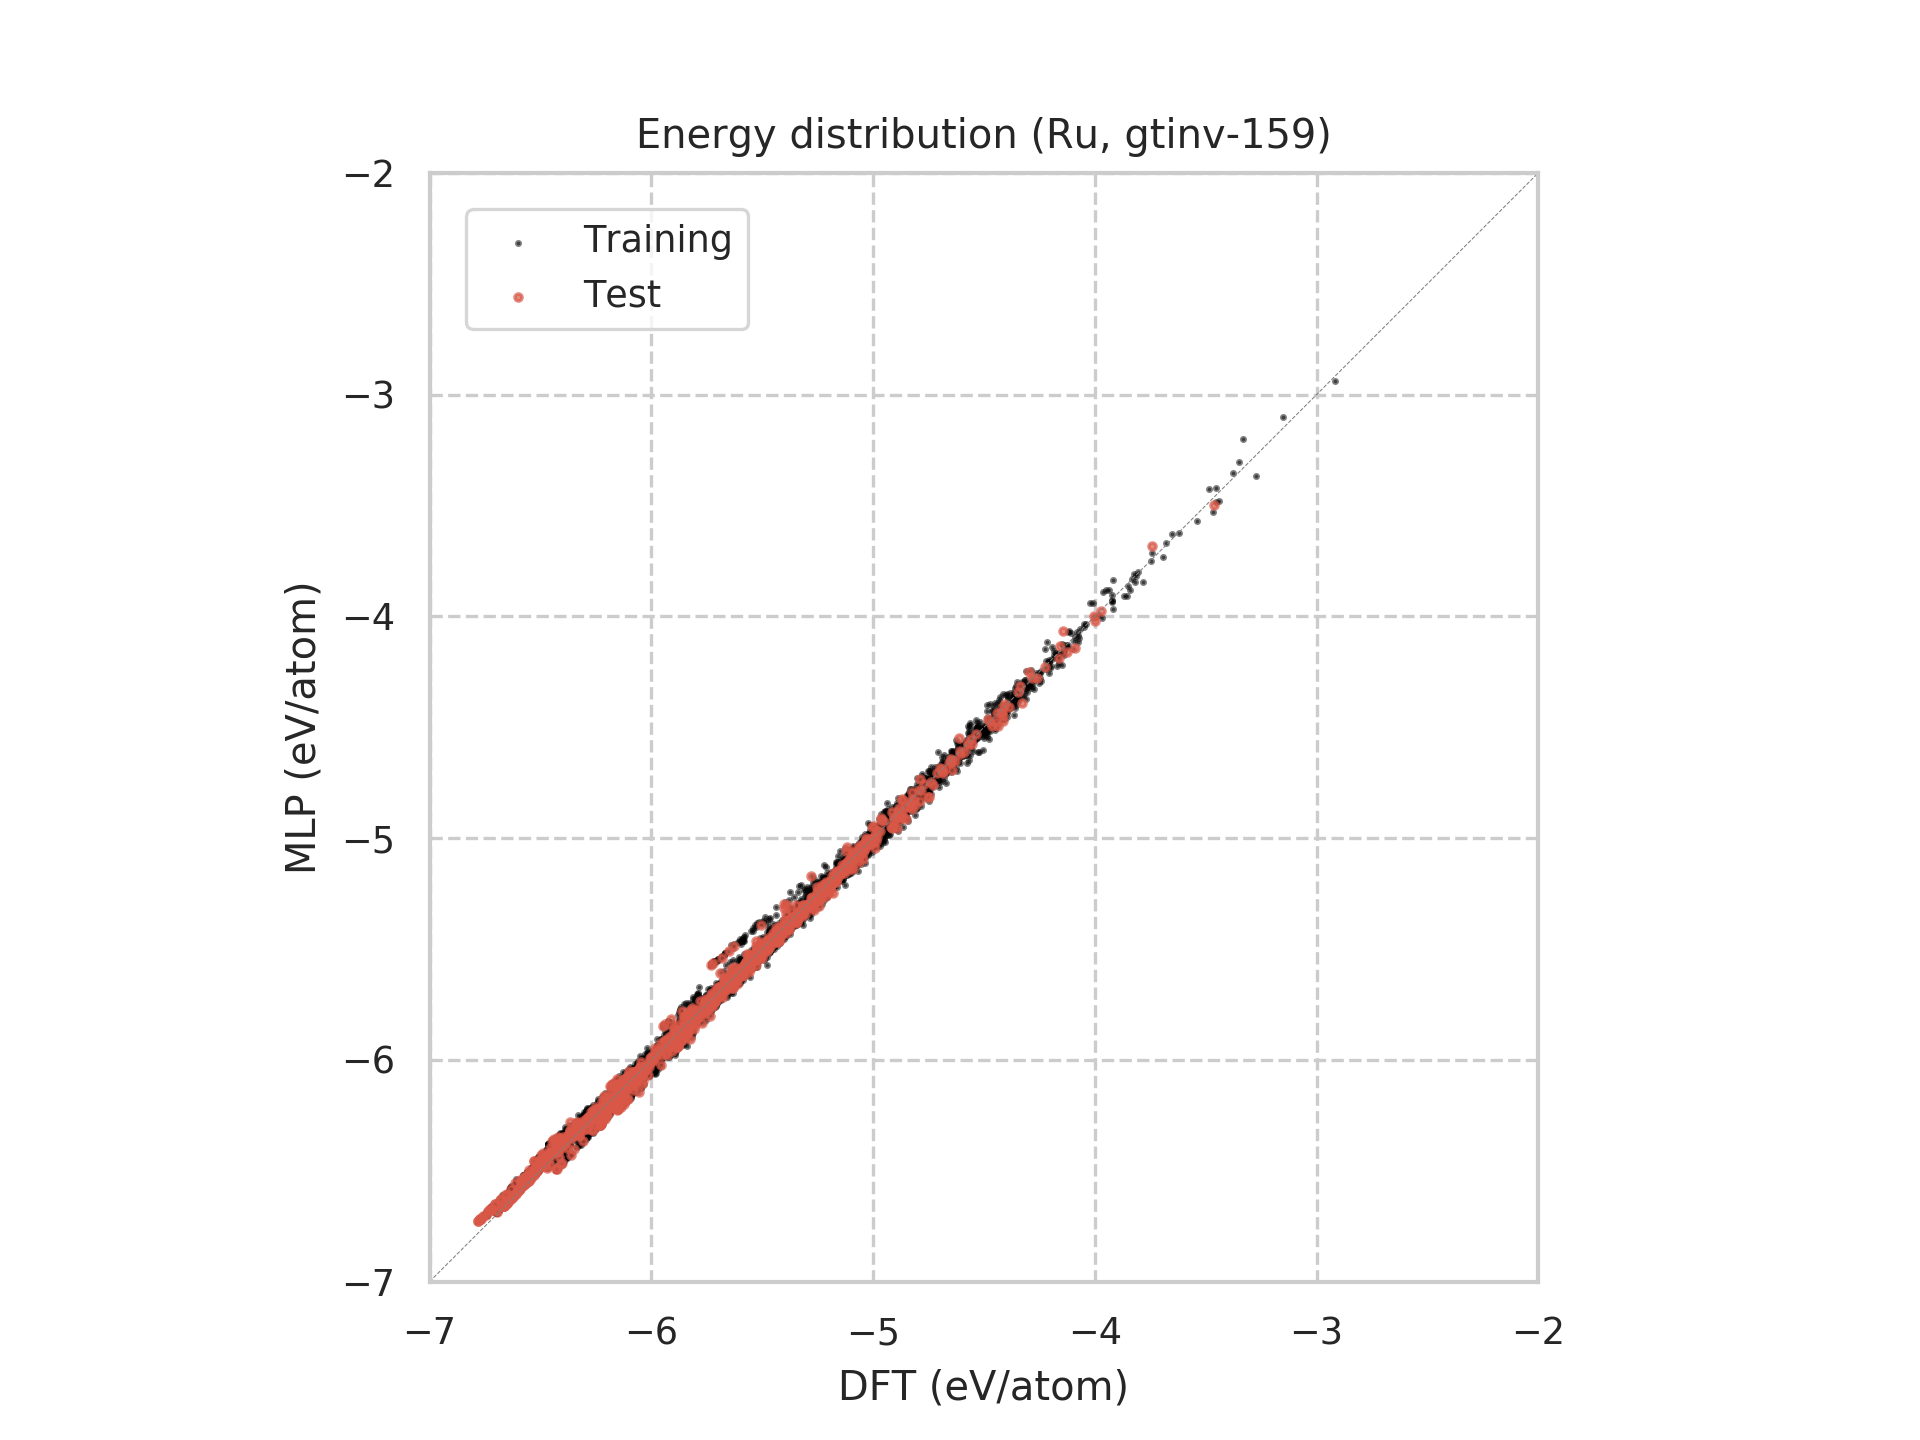 Energy distribution (Ru, gtinv-159)
−2
−3
−4
−5
−6
−7
MLP (eV/atom)
Training
Test
−7 −6 −5 −4 −3 −2
DFT (eV/atom)